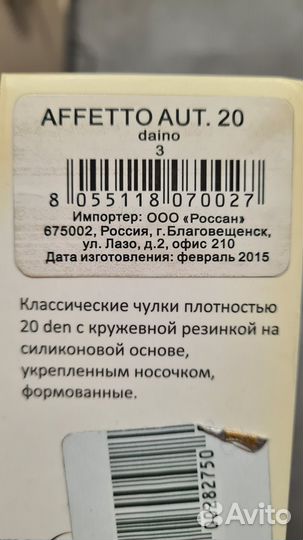 AFFETTO AUT. 20
daino
3
8 055118 070027
Импортер: ООО «Россан»
675002, Россия, г.Благовещенск,
ул. Лазо, д.2, офис 210
Дата изготовления: февраль 2015
Классические чулки плотностью
20 den с кружевной резинкой на
силиконовой основе,
укрепленным носочком,
формованные.
Avito